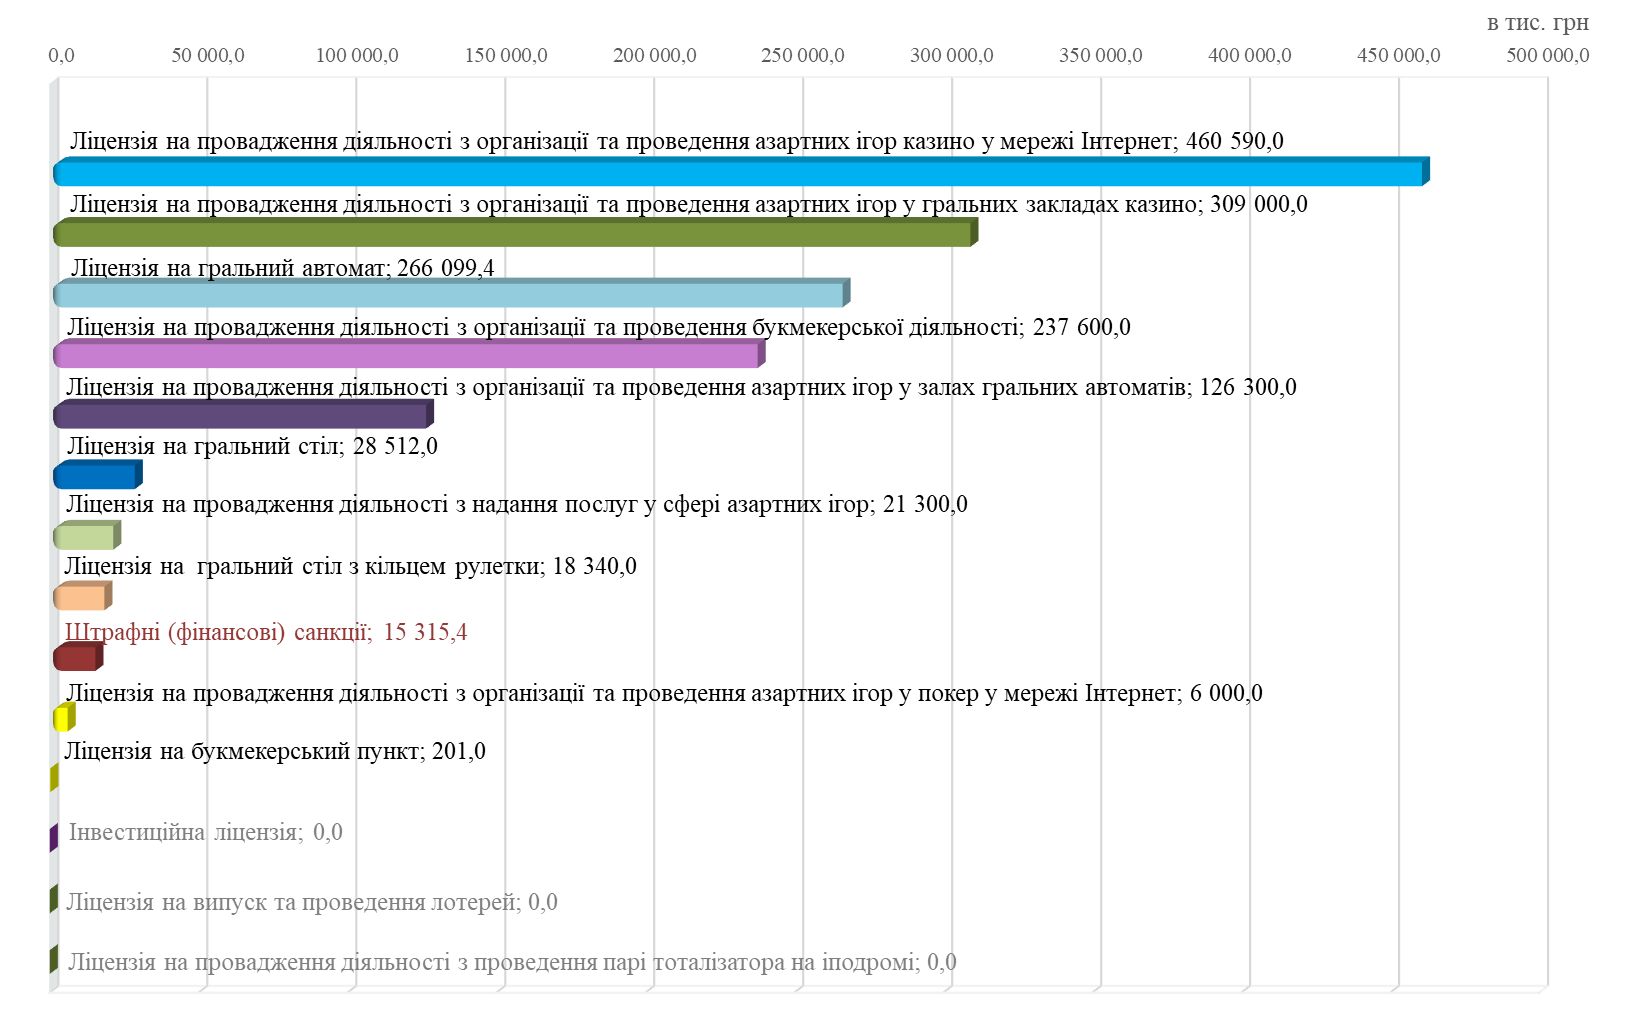 в тис. грн
0,0 50 000,0 100 000,0 150 000,0 200 000,0 250 000,0 300 000,0 350 000,0 400 000,0 450 000,0 500 000,0
Ліцензія на провадження діяльності з організації та проведення азартних ігор казино у мережі Інтернет; 460 590,0
Ліцензія на провадження діяльності з організації та проведення азартних ігор у гральних закладах казино; 309 000,0
Ліцензія на гральний автомат; 266 099,4
Ліцензія на провадження діяльності з організації та проведення букмекерської діяльності; 237 600,0
Ліцензія на провадження діяльності з організації та проведення азартних ігор у залах гральних автоматів; 126 300,0
Ліцензія на гральний стіл; 28 512,0
Ліцензія на провадження діяльності з надання послуг у сфері азартних ігор; 21 300,0
Ліцензія на  гральний стіл з кільцем рулетки; 18 340,0
Штрафні (фінансові) санкції; 15 315,4
Ліцензія на провадження діяльності з організації та проведення азартних ігор у покер у мережі Інтернет; 6 000,0
Ліцензія на букмекерський пункт; 201,0
Інвестиційна ліцензія; 0,0
Ліцензія на випуск та проведення лотерей; 0,0
Ліцензія на провадження діяльності з проведення парі тоталізатора на іподромі; 0,0